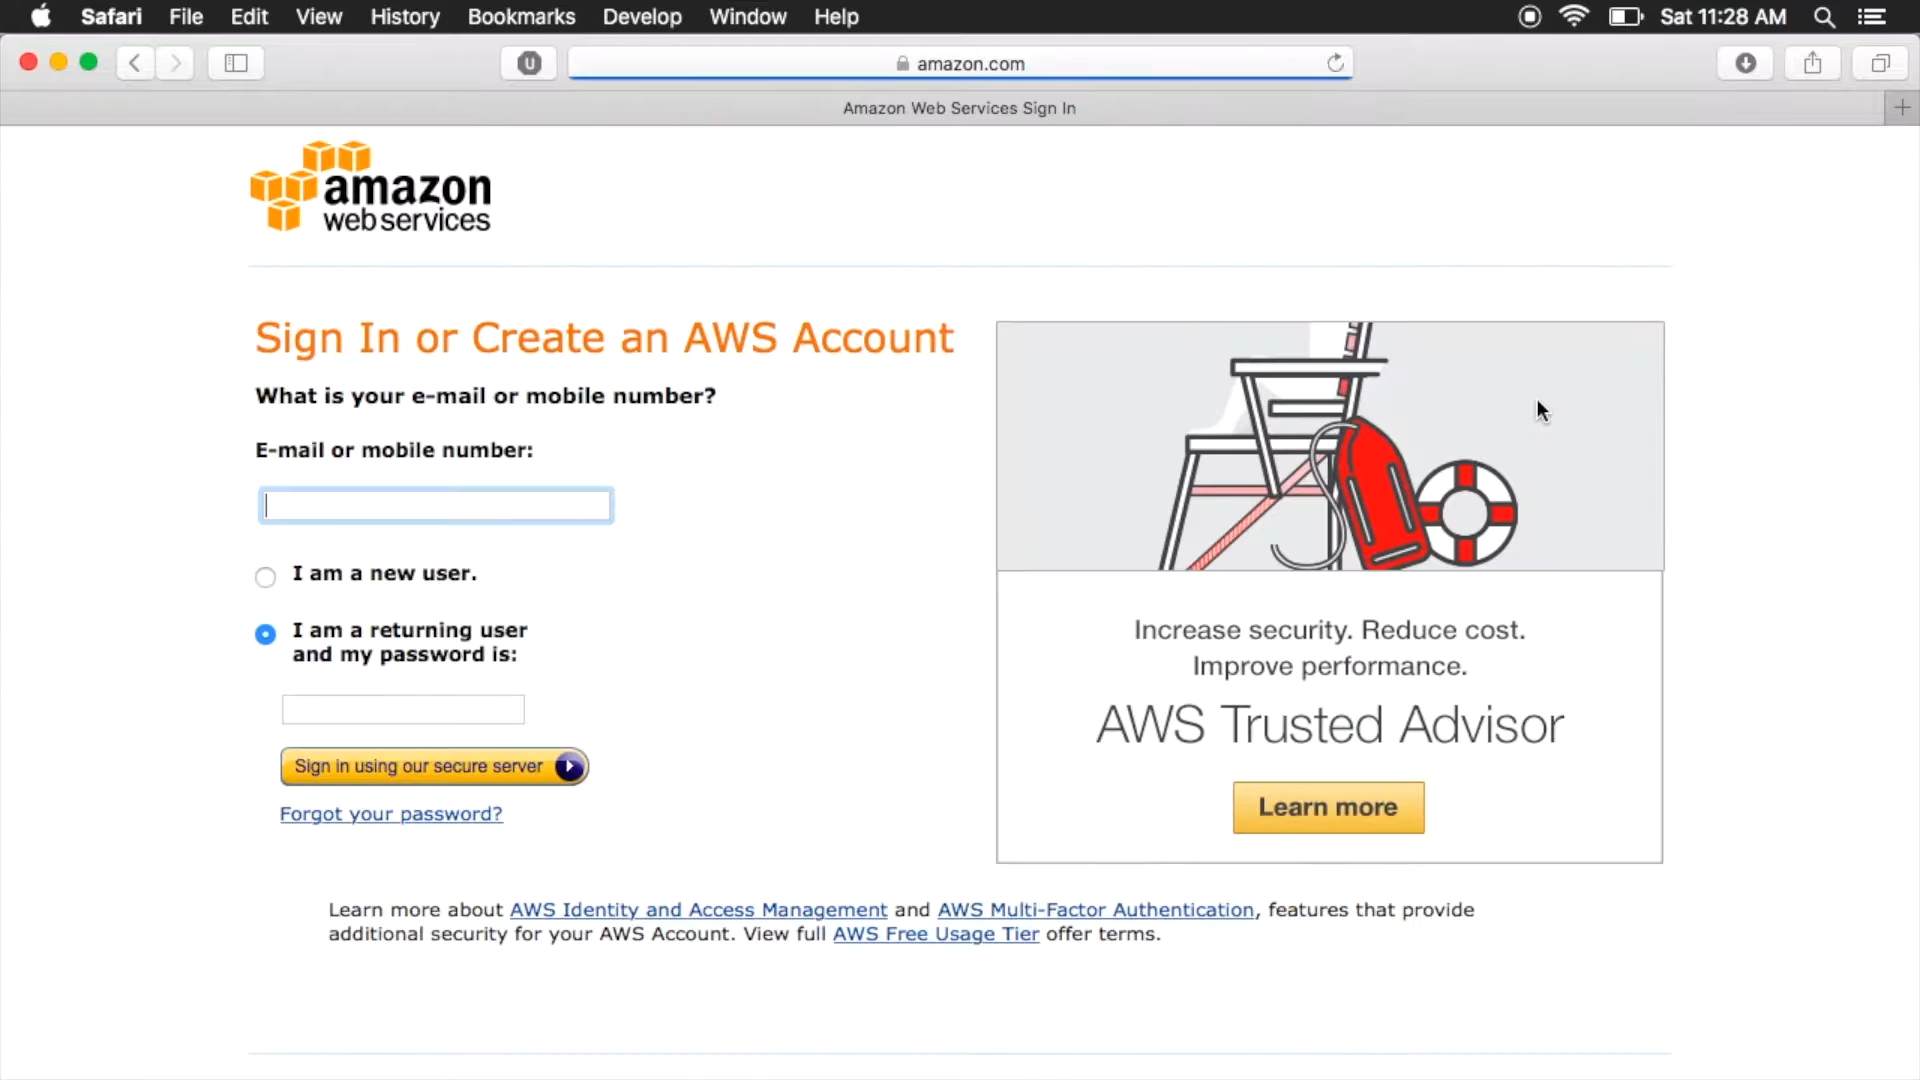 Safari File Edit View History Bookmarks Develop Window Help Sat 11:28 AM
amazon.com
Amazon Web Services Sign In
amazon
web services
Sign In or Create an AWS Account
What is your e-mail or mobile number?
E-mail or mobile number:
I am a new user.
I am a returning user
and my password is:
Sign in using our secure server
Forgot your password?
Increase security. Reduce cost.
Improve performance.
AWS Trusted Advisor
Learn more
Learn more about AWS Identity and Access Management and AWS Multi-Factor Authentication, features that provide
additional security for your AWS Account. View full AWS Free Usage Tier offer terms.